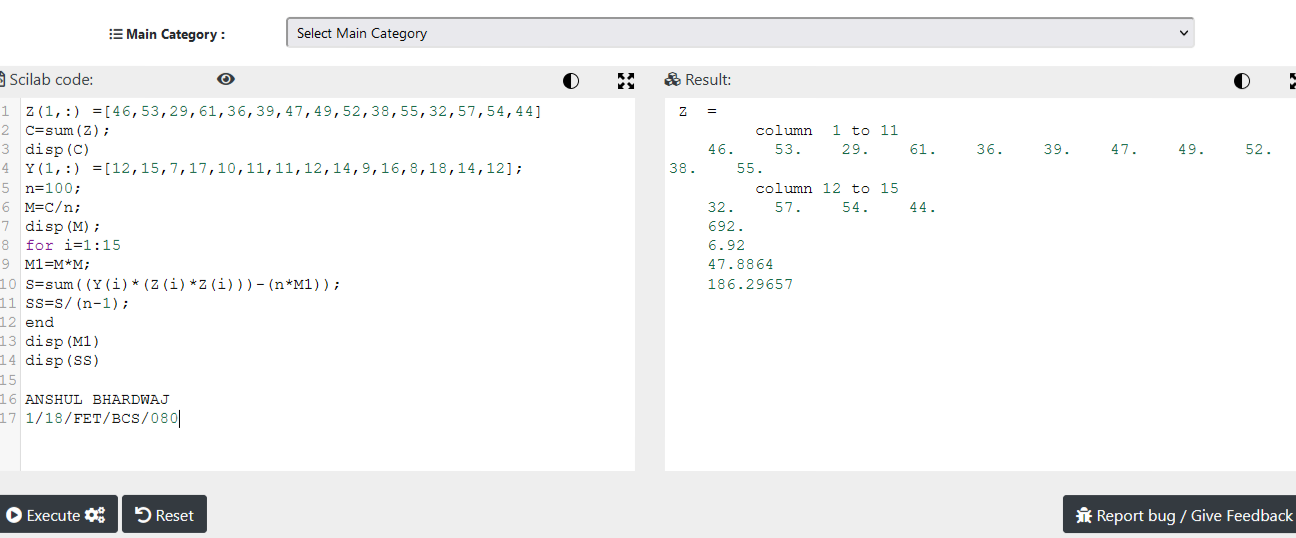 Main Category :
Select Main Category
Scilab code:
Result:
1 Z(1,:) =[46,53,29,61,36,39,47,49,52,38,55,32,57,54,44]
2 C=sum(Z);
3 disp(C)
4 Y(1,:) =[12,15,7,17,10,11,11,12,14,9,16,8,18,14,12];
5 n=100;
6 M=C/n;
7 disp(M);
8 for i=1:15
9 M1=M*M;
10 S=sum((Y(i)*(Z(i)*Z(i)))-(n*M1));
11 SS=S/(n-1);
12 end
13 disp(M1)
14 disp(SS)
15
16 ANSHUL BHARDWAJ
17 1/18/FET/BCS/080
Z =
column 1 to 11
46. 53. 29. 61. 36. 39. 47. 49. 52.
38. 55.
column 12 to 15
32. 57. 54. 44.
692.
6.92
47.8864
186.29657
Execute
Reset
Report bug / Give Feedback